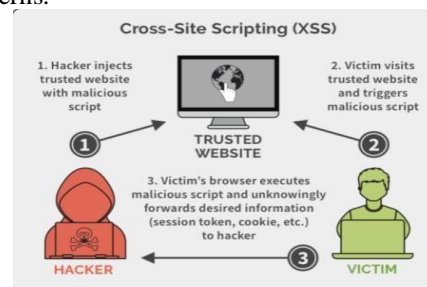 Cross-Site Scripting (XSS)
1. Hacker injects
trusted website
with malicious
script
2. Victim visits
trusted website
and triggers
malicious script
TRUSTED
WEBSITE
1
2
3. Victim's browser executes
malicious script and unknowingly
forwards desired information
(session token, cookie, etc.)
to hacker
3
HACKER
VICTIM